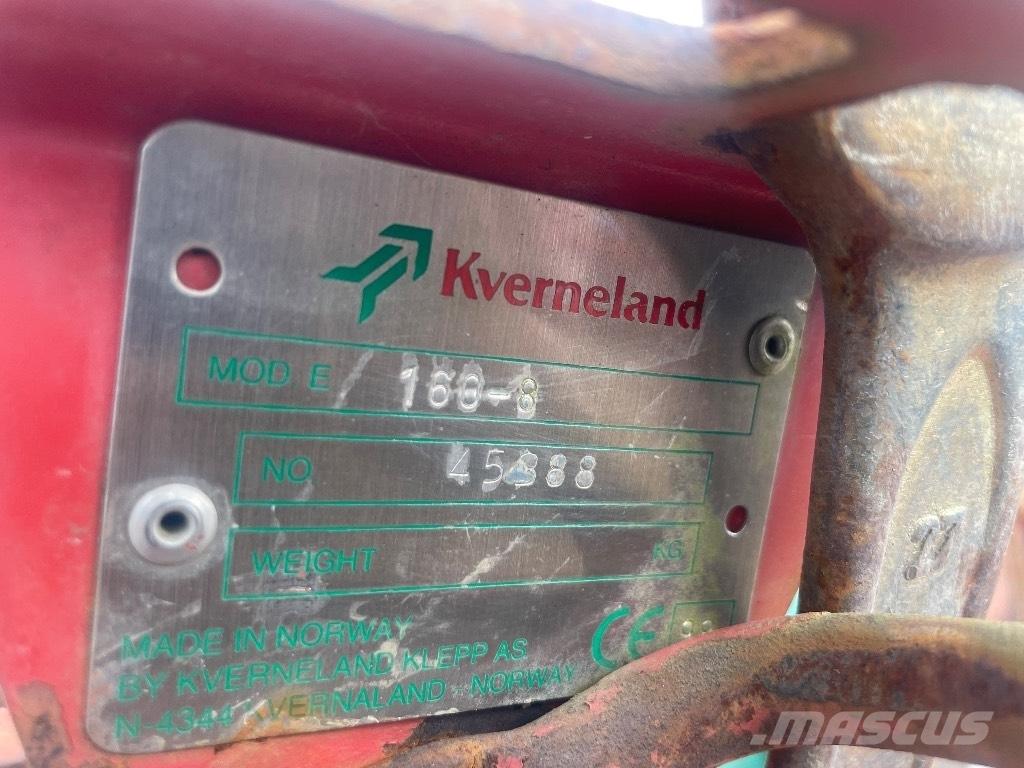 Kverneland
MOD E 160-8
NO 45888
WEIGHT KG
MADE IN NORWAY
BY KVERNELAND KLEPP AS
N-4344 KVERNALAND - NORWAY
CE
MASCUS